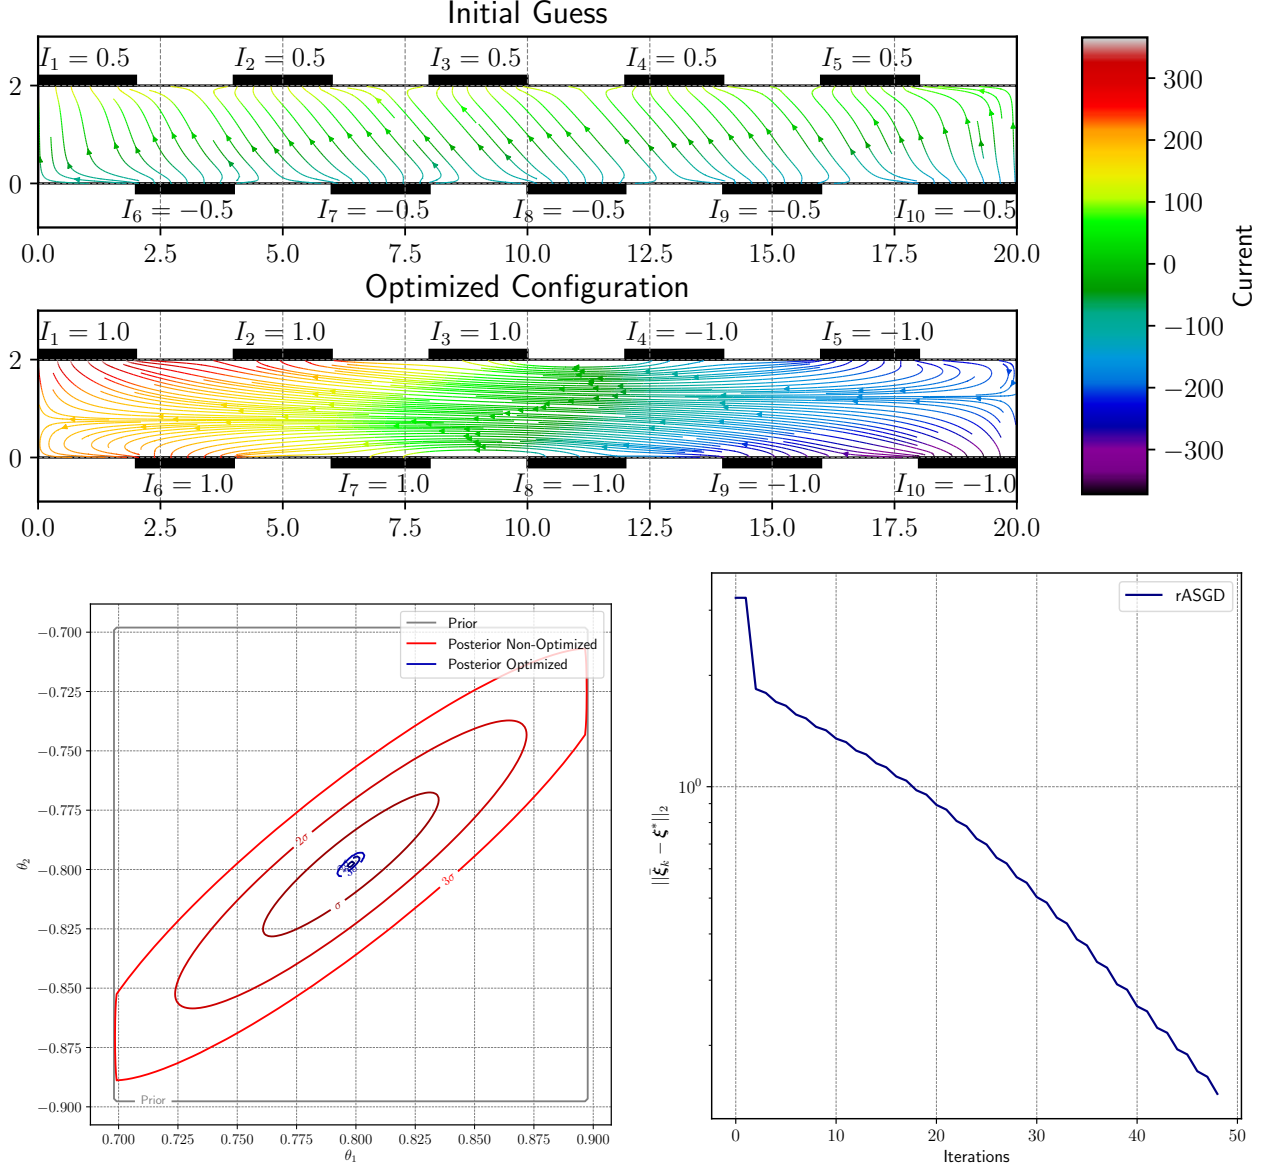 Initial Guess
I₁ = 0.5 I₂ = 0.5 I₃ = 0.5 I₄ = 0.5 I₅ = 0.5
2
0
I₆ = −0.5 I₇ = −0.5 I₈ = −0.5 I₉ = −0.5 I₁₀ = −0.5
0.0 2.5 5.0 7.5 10.0 12.5 15.0 17.5 20.0
Optimized Configuration
I₁ = 1.0 I₂ = 1.0 I₃ = 1.0 I₄ = −1.0 I₅ = −1.0
2
0
I₆ = 1.0 I₇ = 1.0 I₈ = −1.0 I₉ = −1.0 I₁₀ = −1.0
0.0 2.5 5.0 7.5 10.0 12.5 15.0 17.5 20.0
300
200
100
0
−100
−200
−300
Current
Prior
Posterior Non-Optimized
Posterior Optimized
−0.700
−0.725
−0.750
−0.775
−0.800
−0.825
−0.850
−0.875
−0.900
θ₂
2σ
3σ
σ
Prior
0.700 0.725 0.750 0.775 0.800 0.825 0.850 0.875 0.900
θ₁
rASGD
10⁰
||ξ̄ₖ − ξ*||₂
0 10 20 30 40 50
Iterations